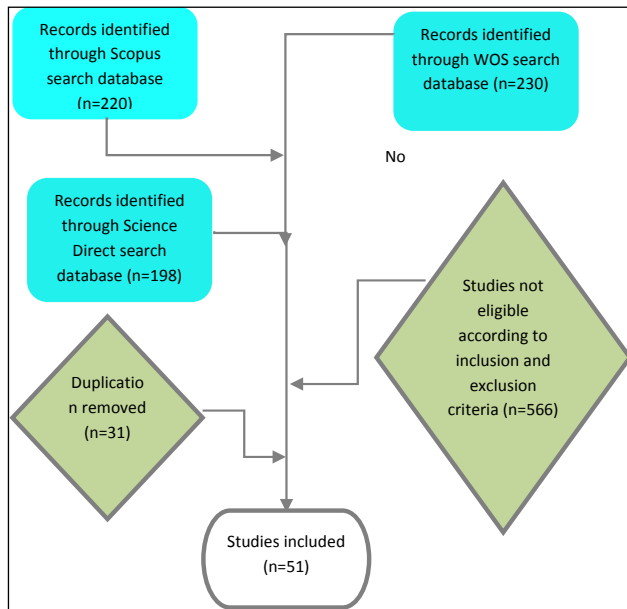 Records identified
through Scopus
search database
(n=220)
Records identified
through WOS search
database (n=230)
No
Records identified
through Science
Direct search
database (n=198)
Studies not
eligible
according to
inclusion and
exclusion
criteria (n=566)
Duplicatio
n removed
(n=31)
Studies included
(n=51)